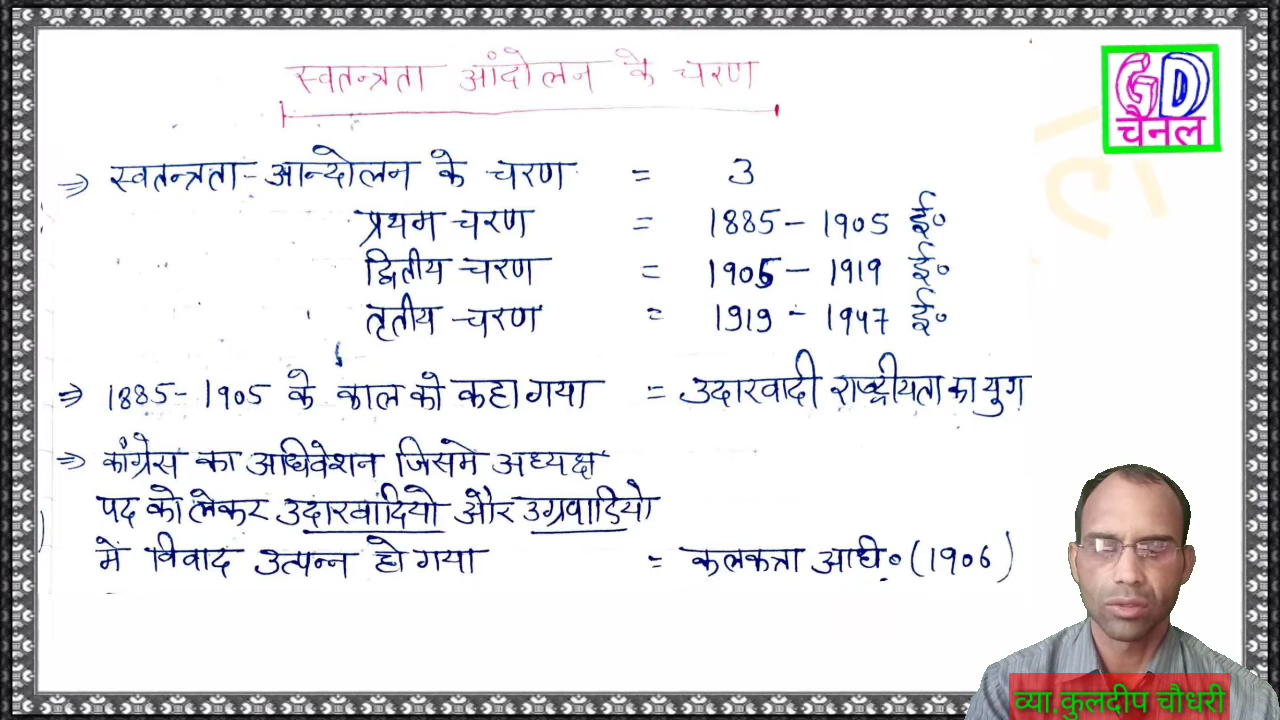 स्वतन्त्रता आंदोलन के चरण
GD
चैनल
⇒ स्वतन्त्रता-आन्दोलन के चरण = 3
प्रथम चरण = 1885 - 1905 ई०
द्वितीय चरण = 1905 - 1919 ई०
तृतीय चरण = 1919 - 1947 ई०
⇒ 1885-1905 के काल को कहा गया = उदारवादी राष्ट्रीयता का युग
⇒ कांग्रेस का अधिवेशन जिसमे अध्यक्ष
पद को लेकर उदारवादियो और उग्रवादियो
मे विवाद उत्पन्न हो गया = कलकत्ता अधि० (1906)
व्या.कुलदीप चौधरी